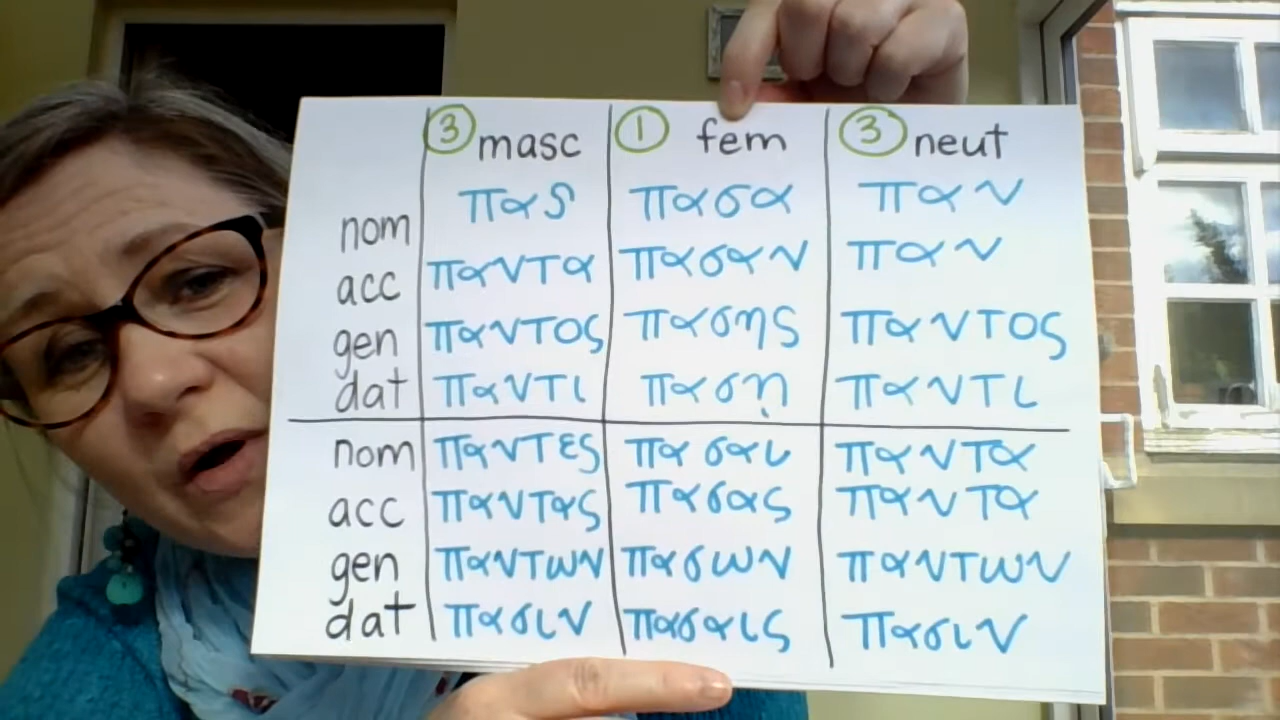 ③ masc ① fem ③ neut
nom πας πασα παν
acc παντα πασαν παν
gen παντος πασης παντος
dat παντι πασῃ παντι
nom παντες πασαι παντα
acc παντας πασας παντα
gen παντων πασων παντων
dat πασιν πασαις πασιν